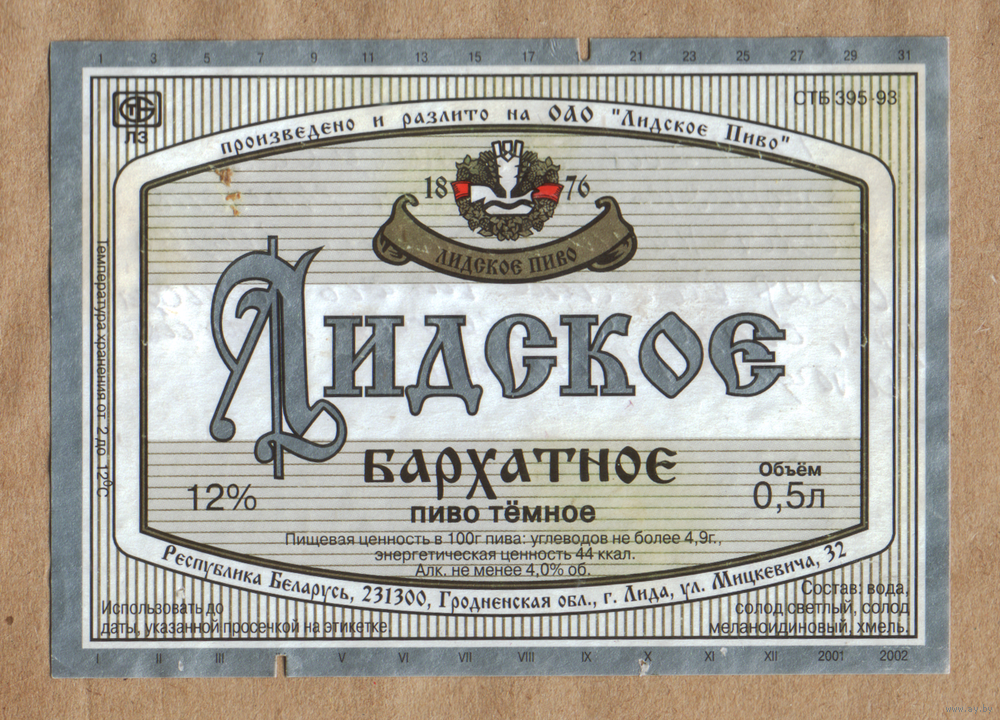 1 3 5 7 9 11 13 15 17 21 23 25 27 29 31
СТБ
ЛЗ
СТБ 395-93
произведено и разлито на ОАО "Лидское Пиво"
18 76
ЛИДСКОЕ ПИВО
Лидское
бархатное
пиво тёмное
12%
Объём
0,5л
Пищевая ценность в 100г пива: углеводов не более 4,9г.,
энергетическая ценность 44 ккал.
Алк. не менее 4,0% об.
Республика Беларусь, 231300, Гродненская обл., г. Лида, ул. Мицкевича, 32
Температура хранения от 2 до 12°С
Использовать до
даты, указанной просечкой на этикетке.
Состав: вода,
солод светлый, солод
меланоидиновый, хмель.
I II III V VI VII VIII IX X XI XII 2001 2002